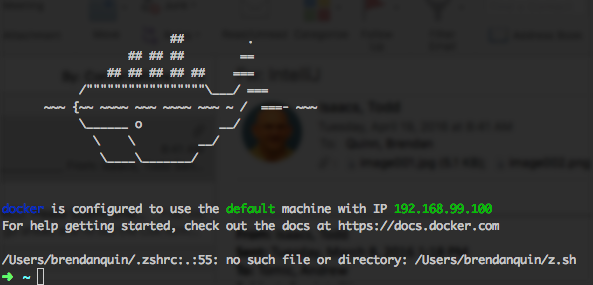 ##         .
                  ## ## ##        ==
               ## ## ## ## ##    ===
           /"""""""""""""""""\___/ ===
      ~~~ {~~ ~~~~ ~~~ ~~~~ ~~~ ~ /  ===- ~~~
           \______ o           __/
             \    \         __/
              \____\_______/
docker is configured to use the default machine with IP 192.168.99.100
For help getting started, check out the docs at https://docs.docker.com
/Users/brendanquin/.zshrc:.:55: no such file or directory: /Users/brendanquin/z.sh
➜ ~